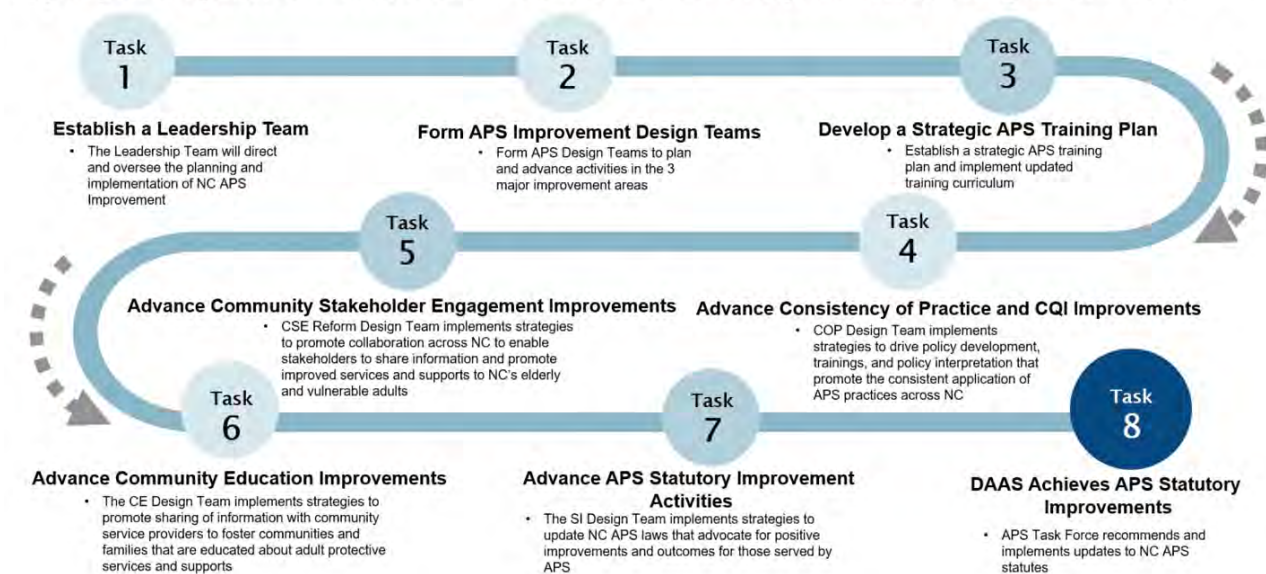 Task
1
Task
2
Task
3
Establish a Leadership Team
• The Leadership Team will direct
and oversee the planning and
implementation of NC APS
Improvement
Form APS Improvement Design Teams
• Form APS Design Teams to plan
and advance activities in the 3
major improvement areas
Develop a Strategic APS Training Plan
• Establish a strategic APS training
plan and implement updated
training curriculum
Task
4
Advance Consistency of Practice and CQI Improvements
• COP Design Team implements
strategies to drive policy development,
trainings, and policy interpretation that
promote the consistent application of
APS practices across NC
Task
5
Advance Community Stakeholder Engagement Improvements
• CSE Reform Design Team implements strategies
to promote collaboration across NC to enable
stakeholders to share information and promote
improved services and supports to NC's elderly
and vulnerable adults
Task
6
Advance Community Education Improvements
• The CE Design Team implements strategies to
promote sharing of information with community
service providers to foster communities and
families that are educated about adult protective
services and supports
Task
7
Advance APS Statutory Improvement
Activities
• The SI Design Team implements strategies to
update NC APS laws that advocate for positive
improvements and outcomes for those served by
APS
Task
8
DAAS Achieves APS Statutory
Improvements
• APS Task Force recommends and
implements updates to NC APS
statutes